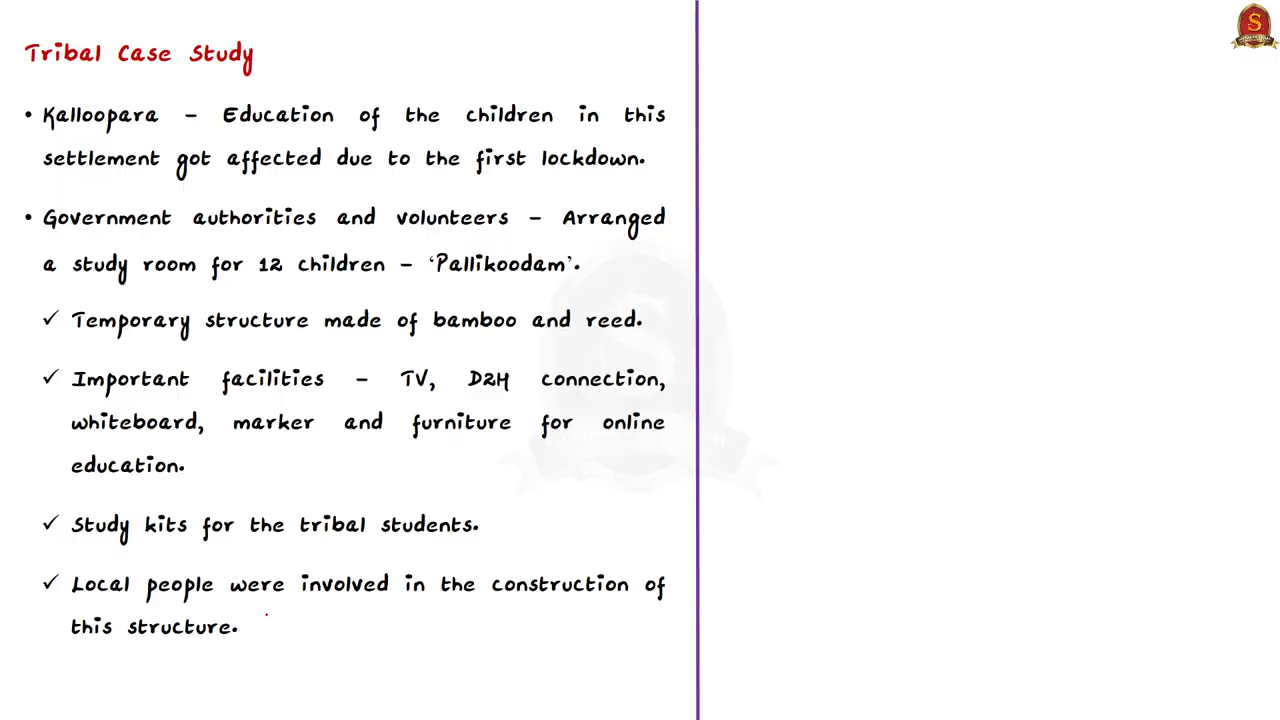 Tribal Case Study
• Kalloopara – Education of the children in this
settlement got affected due to the first lockdown.
• Government authorities and volunteers – Arranged
a study room for 12 children – ‘Pallikoodam’.
✓ Temporary structure made of bamboo and reed.
✓ Important facilities – TV, D2H connection,
whiteboard, marker and furniture for online
education.
✓ Study kits for the tribal students.
✓ Local people were involved in the construction of
this structure.
S